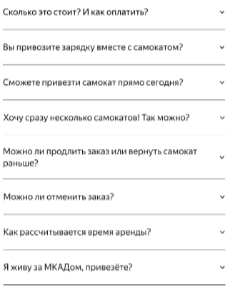 Сколько это стоит? И как оплатить?
Вы привозите зарядку вместе с самокатом?
Сможете привезти самокат прямо сегодня?
Хочу сразу несколько самокатов! Так можно?
Можно ли продлить заказ или вернуть самокат
раньше?
Можно ли отменить заказ?
Как рассчитывается время аренды?
Я живу за МКАДом, привезёте?